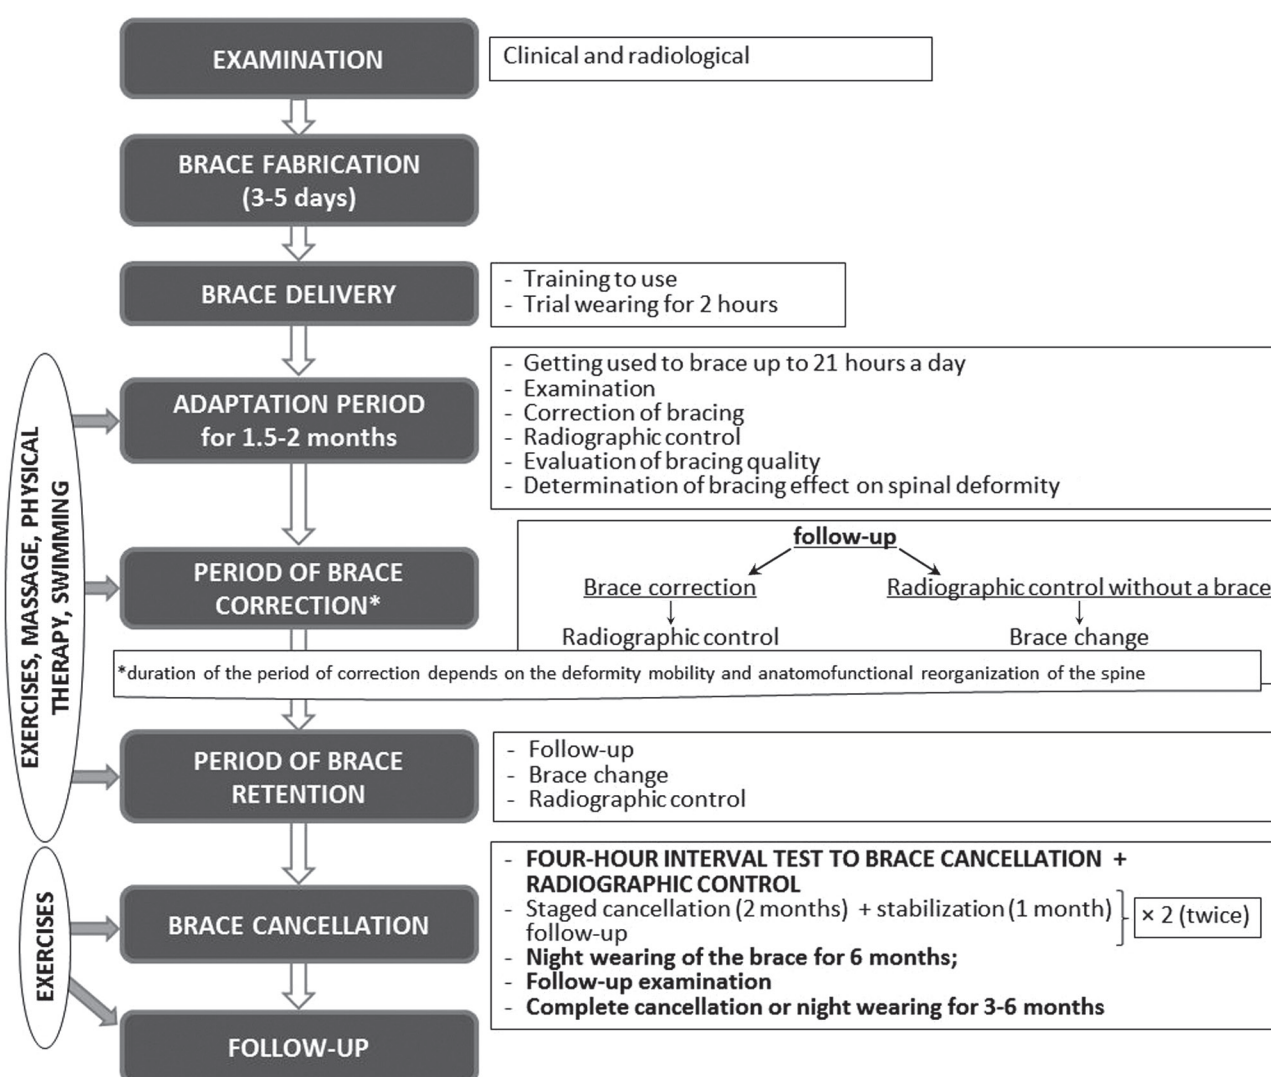 EXAMINATION
Clinical and radiological
BRACE FABRICATION
(3-5 days)
BRACE DELIVERY
- Training to use
- Trial wearing for 2 hours
EXERCISES, MASSAGE, PHYSICAL
THERAPY, SWIMMING
ADAPTATION PERIOD
for 1.5-2 months
- Getting used to brace up to 21 hours a day
- Examination
- Correction of bracing
- Radiographic control
- Evaluation of bracing quality
- Determination of bracing effect on spinal deformity
PERIOD OF BRACE
CORRECTION*
follow-up
Brace correction
Radiographic control without a brace
Radiographic control
Brace change
*duration of the period of correction depends on the deformity mobility and anatomofunctional reorganization of the spine
PERIOD OF BRACE
RETENTION
- Follow-up
- Brace change
- Radiographic control
EXERCISES
BRACE CANCELLATION
- FOUR-HOUR INTERVAL TEST TO BRACE CANCELLATION +
RADIOGRAPHIC CONTROL
- Staged cancellation (2 months) + stabilization (1 month)
follow-up
× 2 (twice)
- Night wearing of the brace for 6 months;
- Follow-up examination
- Complete cancellation or night wearing for 3-6 months
FOLLOW-UP